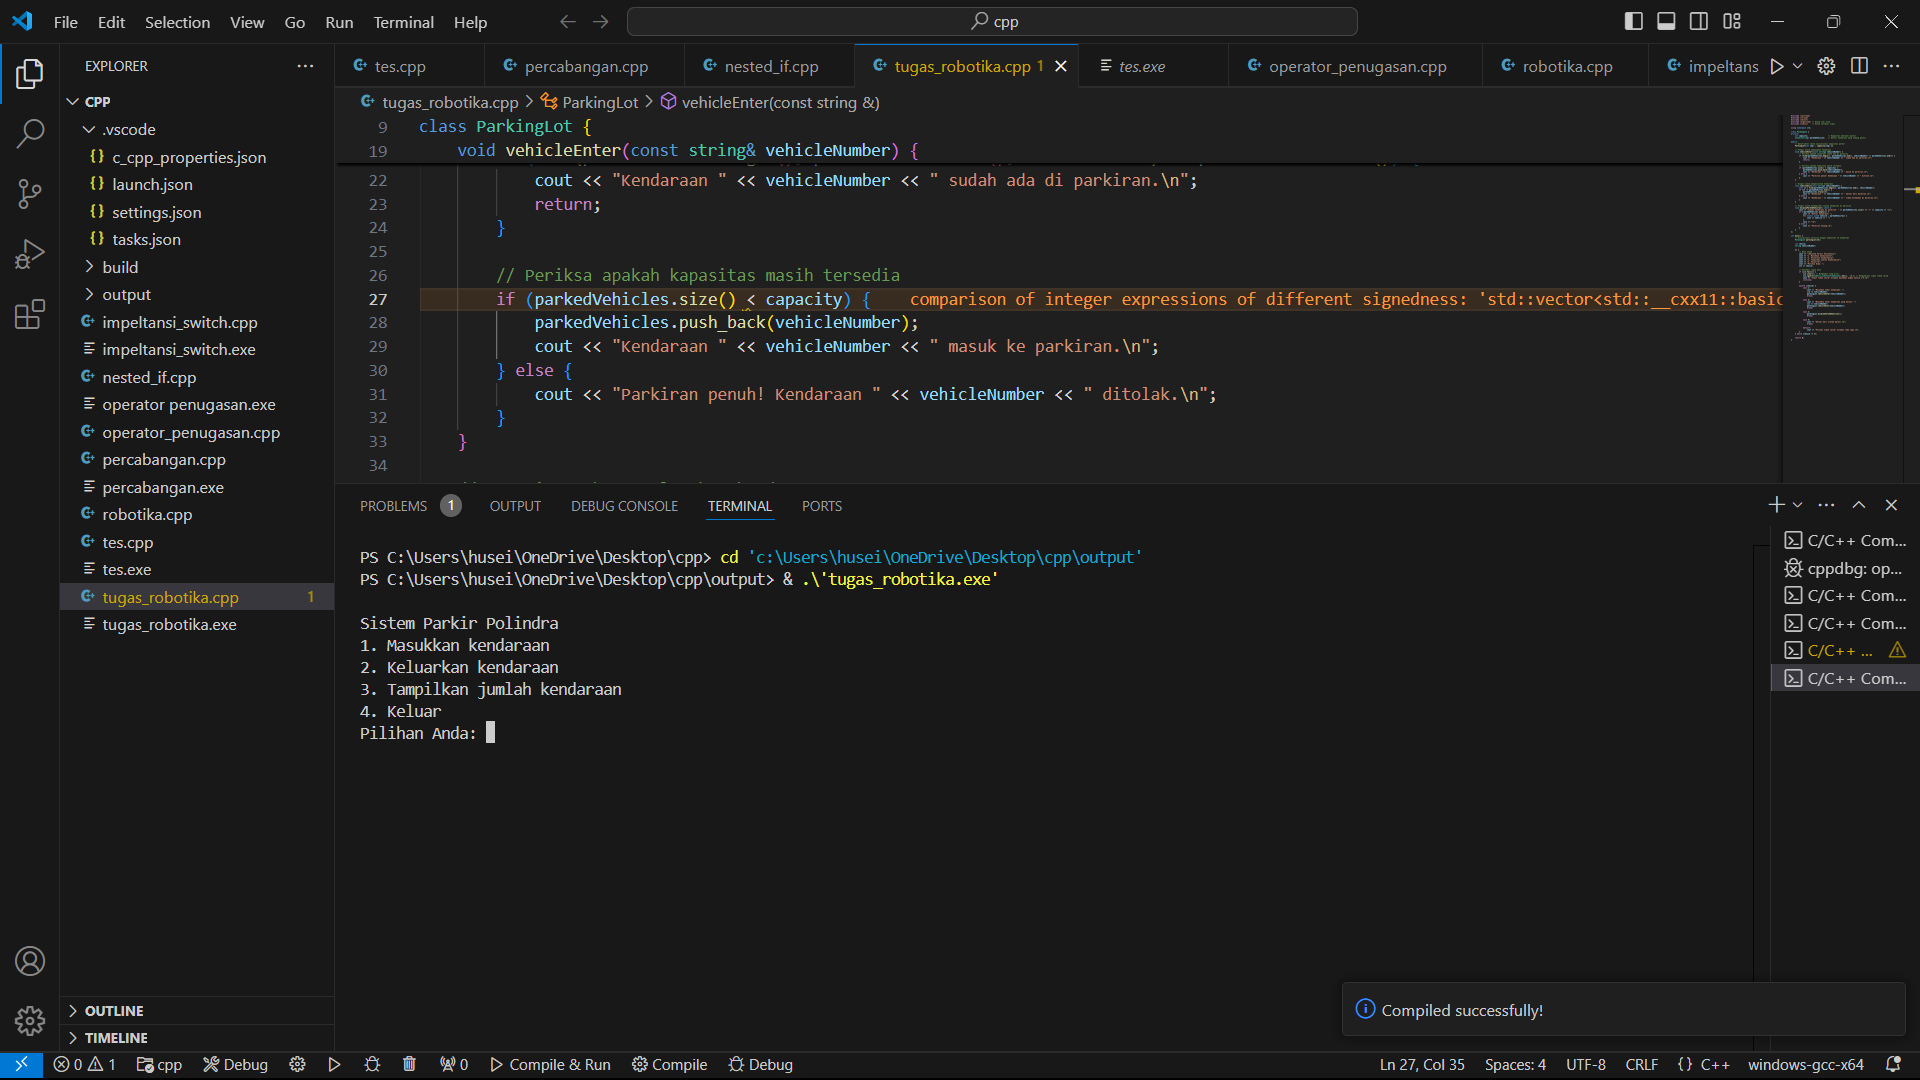 File Edit Selection View Go Run Terminal Help
cpp
EXPLORER
CPP
.vscode
c_cpp_properties.json
launch.json
settings.json
tasks.json
build
output
impeltansi_switch.cpp
impeltansi_switch.exe
nested_if.cpp
operator penugasan.exe
operator_penugasan.cpp
percabangan.cpp
percabangan.exe
robotika.cpp
tes.cpp
tes.exe
tugas_robotika.cpp 1
tugas_robotika.exe
OUTLINE
TIMELINE
tes.cpp percabangan.cpp nested_if.cpp tugas_robotika.cpp 1 tes.exe operator_penugasan.cpp robotika.cpp impeltans
tugas_robotika.cpp > ParkingLot > vehicleEnter(const string &)
9 class ParkingLot {
19 void vehicleEnter(const string& vehicleNumber) {
22 cout << "Kendaraan " << vehicleNumber << " sudah ada di parkiran.\n";
23 return;
24 }
25
26 // Periksa apakah kapasitas masih tersedia
27 if (parkedVehicles.size() < capacity) { comparison of integer expressions of different signedness: 'std::vector<std::__cxx11::basic
28 parkedVehicles.push_back(vehicleNumber);
29 cout << "Kendaraan " << vehicleNumber << " masuk ke parkiran.\n";
30 } else {
31 cout << "Parkiran penuh! Kendaraan " << vehicleNumber << " ditolak.\n";
32 }
33 }
34
PROBLEMS 1 OUTPUT DEBUG CONSOLE TERMINAL PORTS
PS C:\Users\husei\OneDrive\Desktop\cpp> cd 'c:\Users\husei\OneDrive\Desktop\cpp\output'
PS C:\Users\husei\OneDrive\Desktop\cpp\output> & .\'tugas_robotika.exe'
Sistem Parkir Polindra
1. Masukkan kendaraan
2. Keluarkan kendaraan
3. Tampilkan jumlah kendaraan
4. Keluar
Pilihan Anda:
C/C++ Com...
cppdbg: op...
C/C++ Com...
C/C++ Com...
C/C++ ...
C/C++ Com...
Compiled successfully!
0 1 cpp Debug 0 Compile & Run Compile Debug Ln 27, Col 35 Spaces: 4 UTF-8 CRLF {} C++ windows-gcc-x64